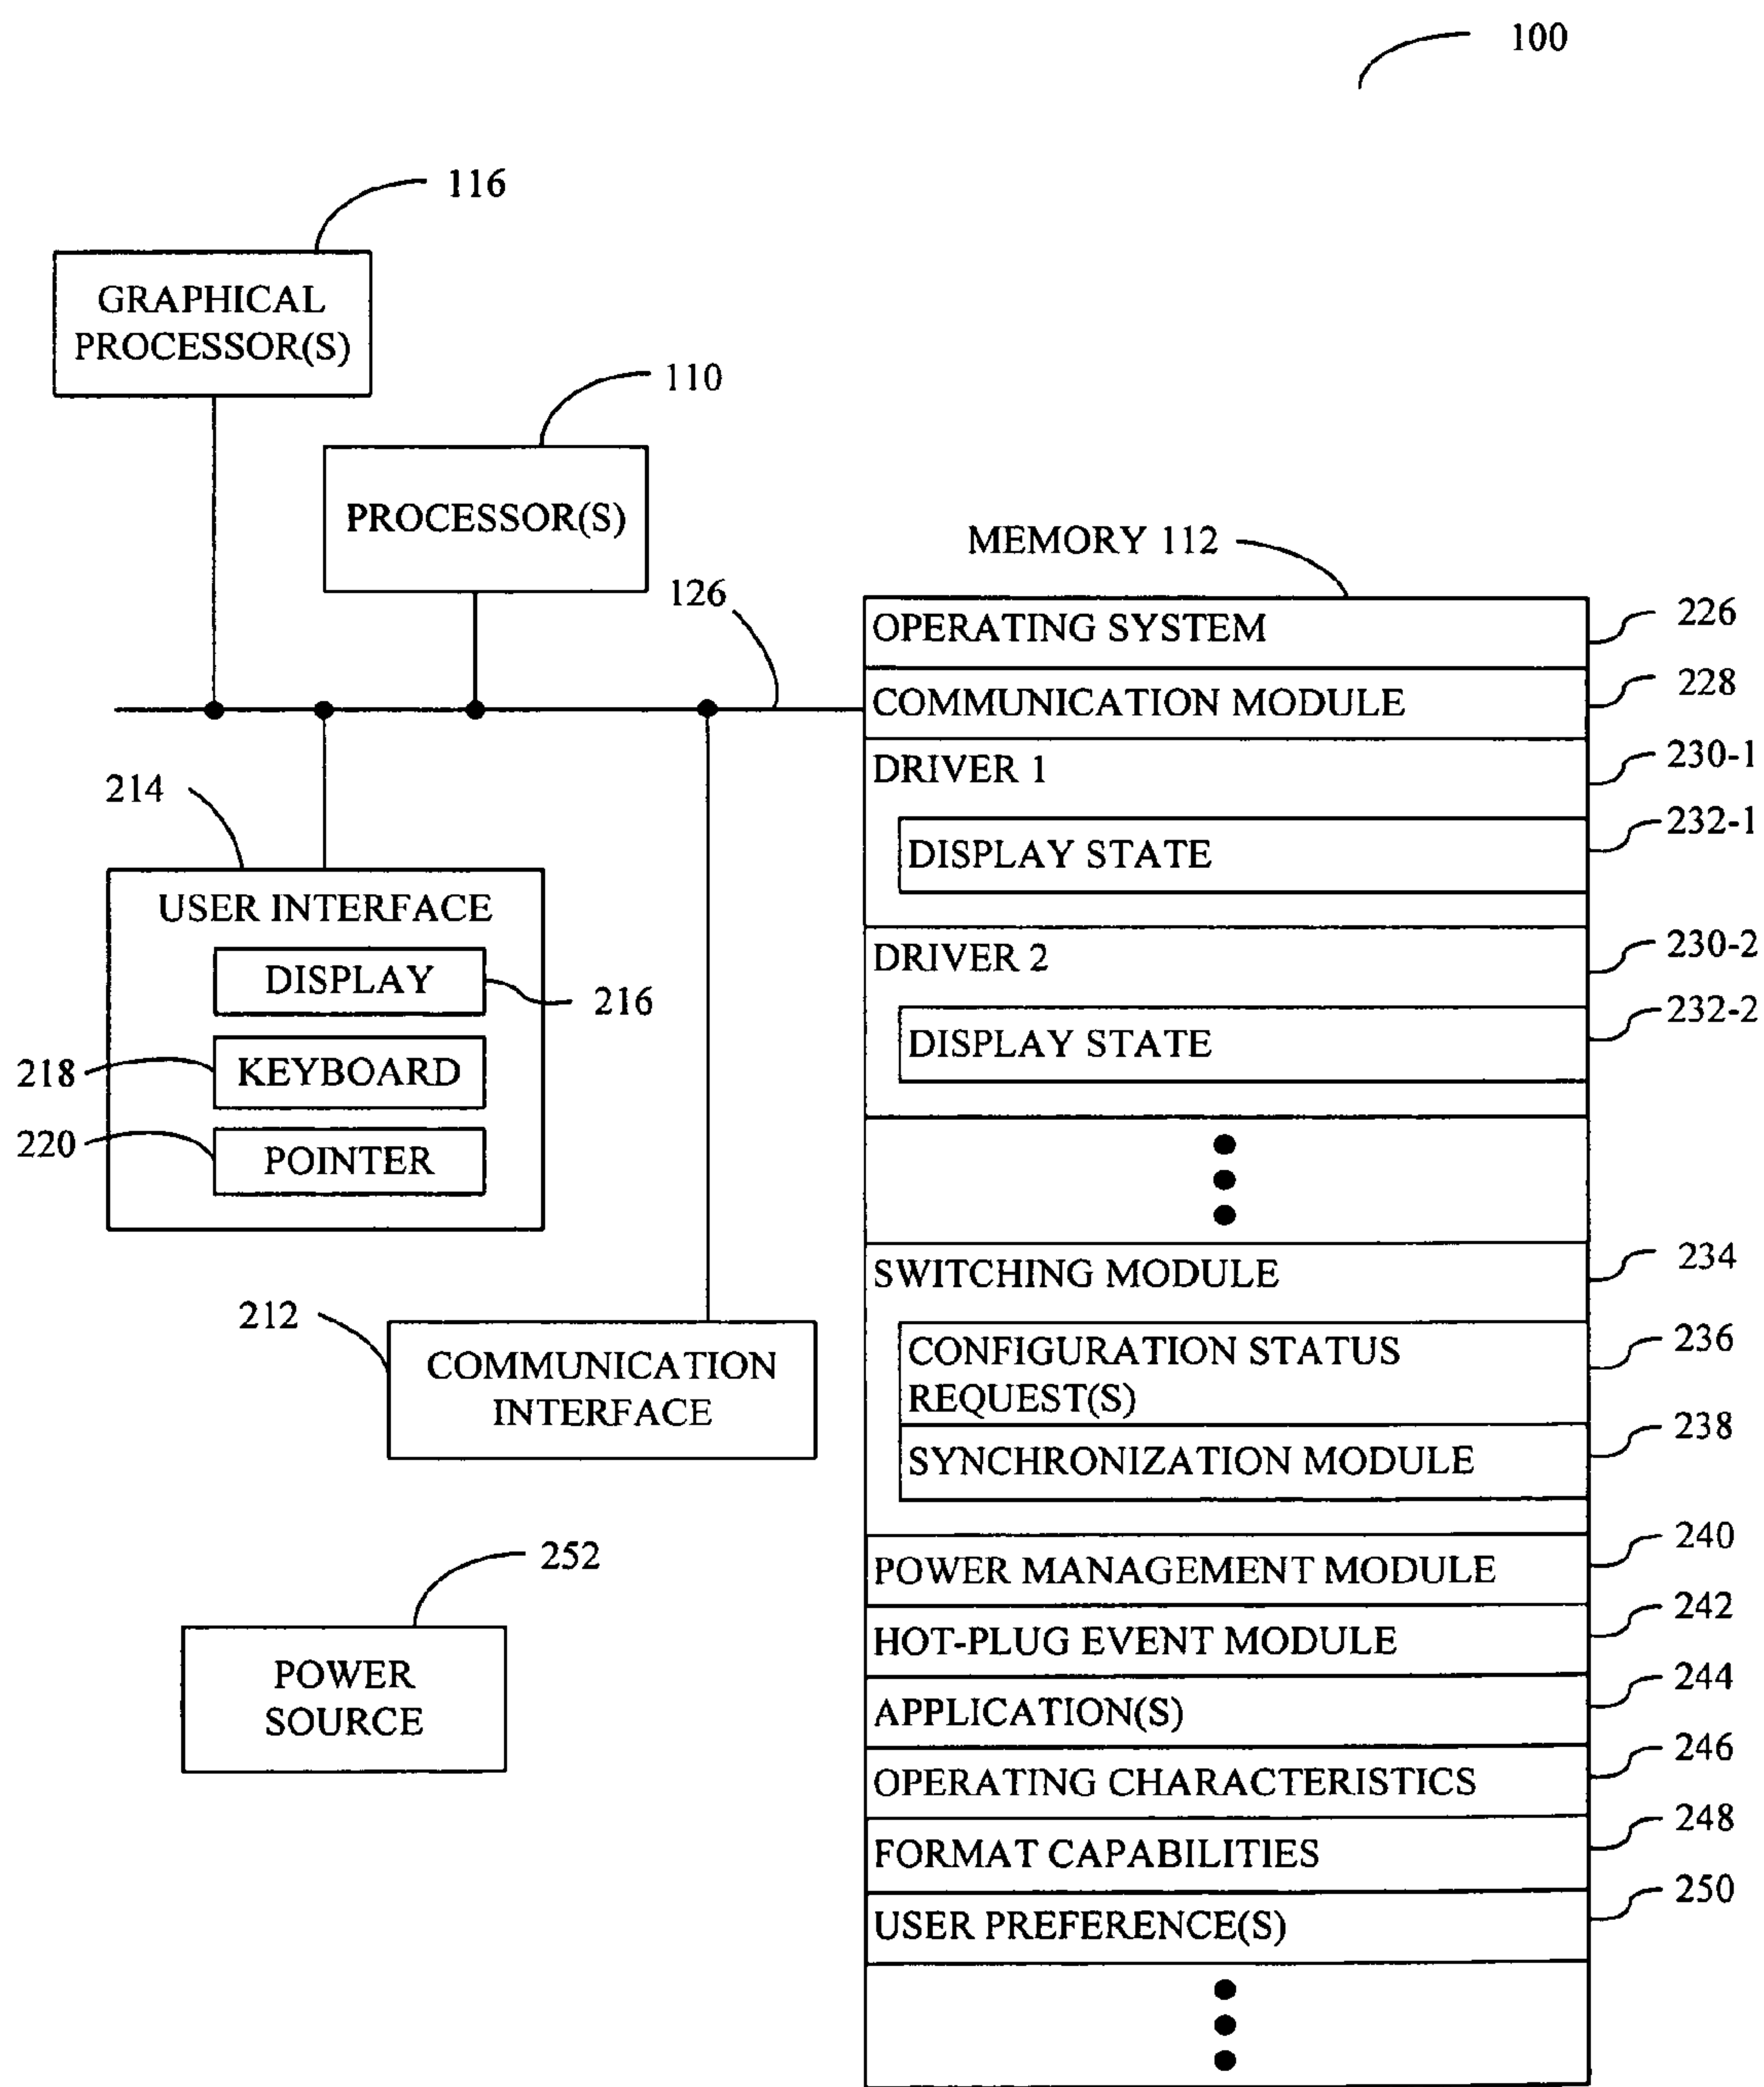 100
116
GRAPHICAL
PROCESSOR(S)
110
PROCESSOR(S)
126
214
USER INTERFACE
DISPLAY
216
218
KEYBOARD
220
POINTER
212
COMMUNICATION
INTERFACE
252
POWER
SOURCE
MEMORY 112
OPERATING SYSTEM
226
COMMUNICATION MODULE
228
DRIVER 1
230-1
DISPLAY STATE
232-1
DRIVER 2
230-2
DISPLAY STATE
232-2
SWITCHING MODULE
234
CONFIGURATION STATUS
REQUEST(S)
236
SYNCHRONIZATION MODULE
238
POWER MANAGEMENT MODULE
240
HOT-PLUG EVENT MODULE
242
APPLICATION(S)
244
OPERATING CHARACTERISTICS
246
FORMAT CAPABILITIES
248
USER PREFERENCE(S)
250